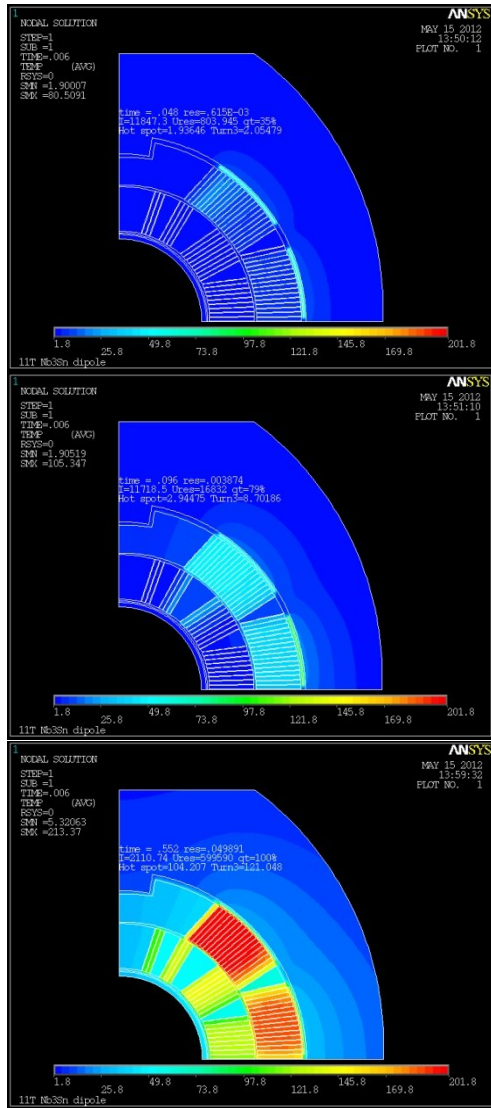 1
ANSYS
NODAL SOLUTION
MAY 15 2012
13:50:12
PLOT NO. 1
STEP=1
SUB =1
TIME=.006
TEMP (AVG)
RSYS=0
SMN =1.90007
SMX =80.5091
time = .048 res=.615E-03
I=11847.3 Ures=803.945 qt=35%
Hot spot=1.93646 Turn3=2.05479
1.8 25.8 49.8 73.8 97.8 121.8 145.8 169.8 201.8
11T Nb3Sn dipole
1
ANSYS
NODAL SOLUTION
MAY 15 2012
13:51:10
PLOT NO. 1
STEP=1
SUB =1
TIME=.006
TEMP (AVG)
RSYS=0
SMN =1.90519
SMX =105.347
time = .096 res=.003874
I=11718.5 Ures=16832 qt=79%
Hot spot=2.94475 Turn3=8.70186
1.8 25.8 49.8 73.8 97.8 121.8 145.8 169.8 201.8
11T Nb3Sn dipole
1
ANSYS
NODAL SOLUTION
MAY 15 2012
13:59:32
PLOT NO. 1
STEP=1
SUB =1
TIME=.006
TEMP (AVG)
RSYS=0
SMN =5.32063
SMX =213.37
time = .552 res=.049891
I=2110.74 Ures=599590 qt=100%
Hot spot=104.207 Turn3=121.048
1.8 25.8 49.8 73.8 97.8 121.8 145.8 169.8 201.8
11T Nb3Sn dipole